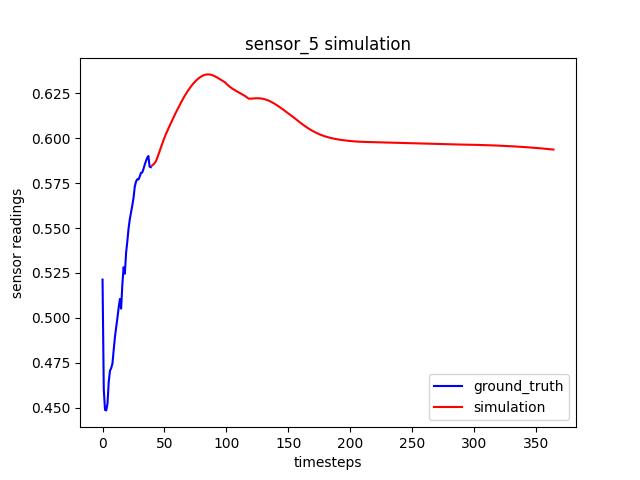 sensor_5 simulation
sensor readings
0.625
0.600
0.575
0.550
0.525
0.500
0.475
0.450
0 50 100 150 200 250 300 350
timesteps
ground_truth
simulation